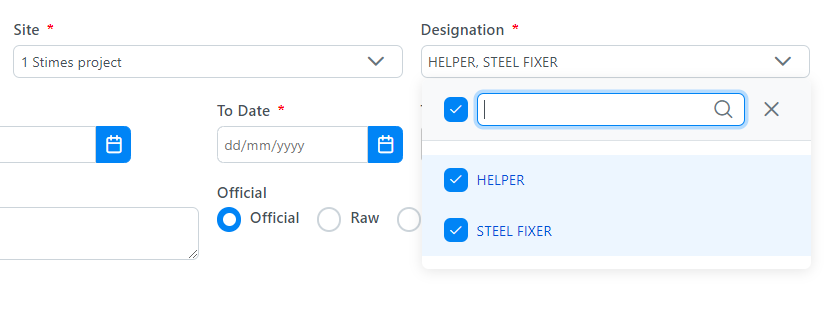 Site *
Designation *
1 Stimes project
HELPER, STEEL FIXER
To Date *
dd/mm/yyyy
HELPER
Official
Official
Raw
STEEL FIXER